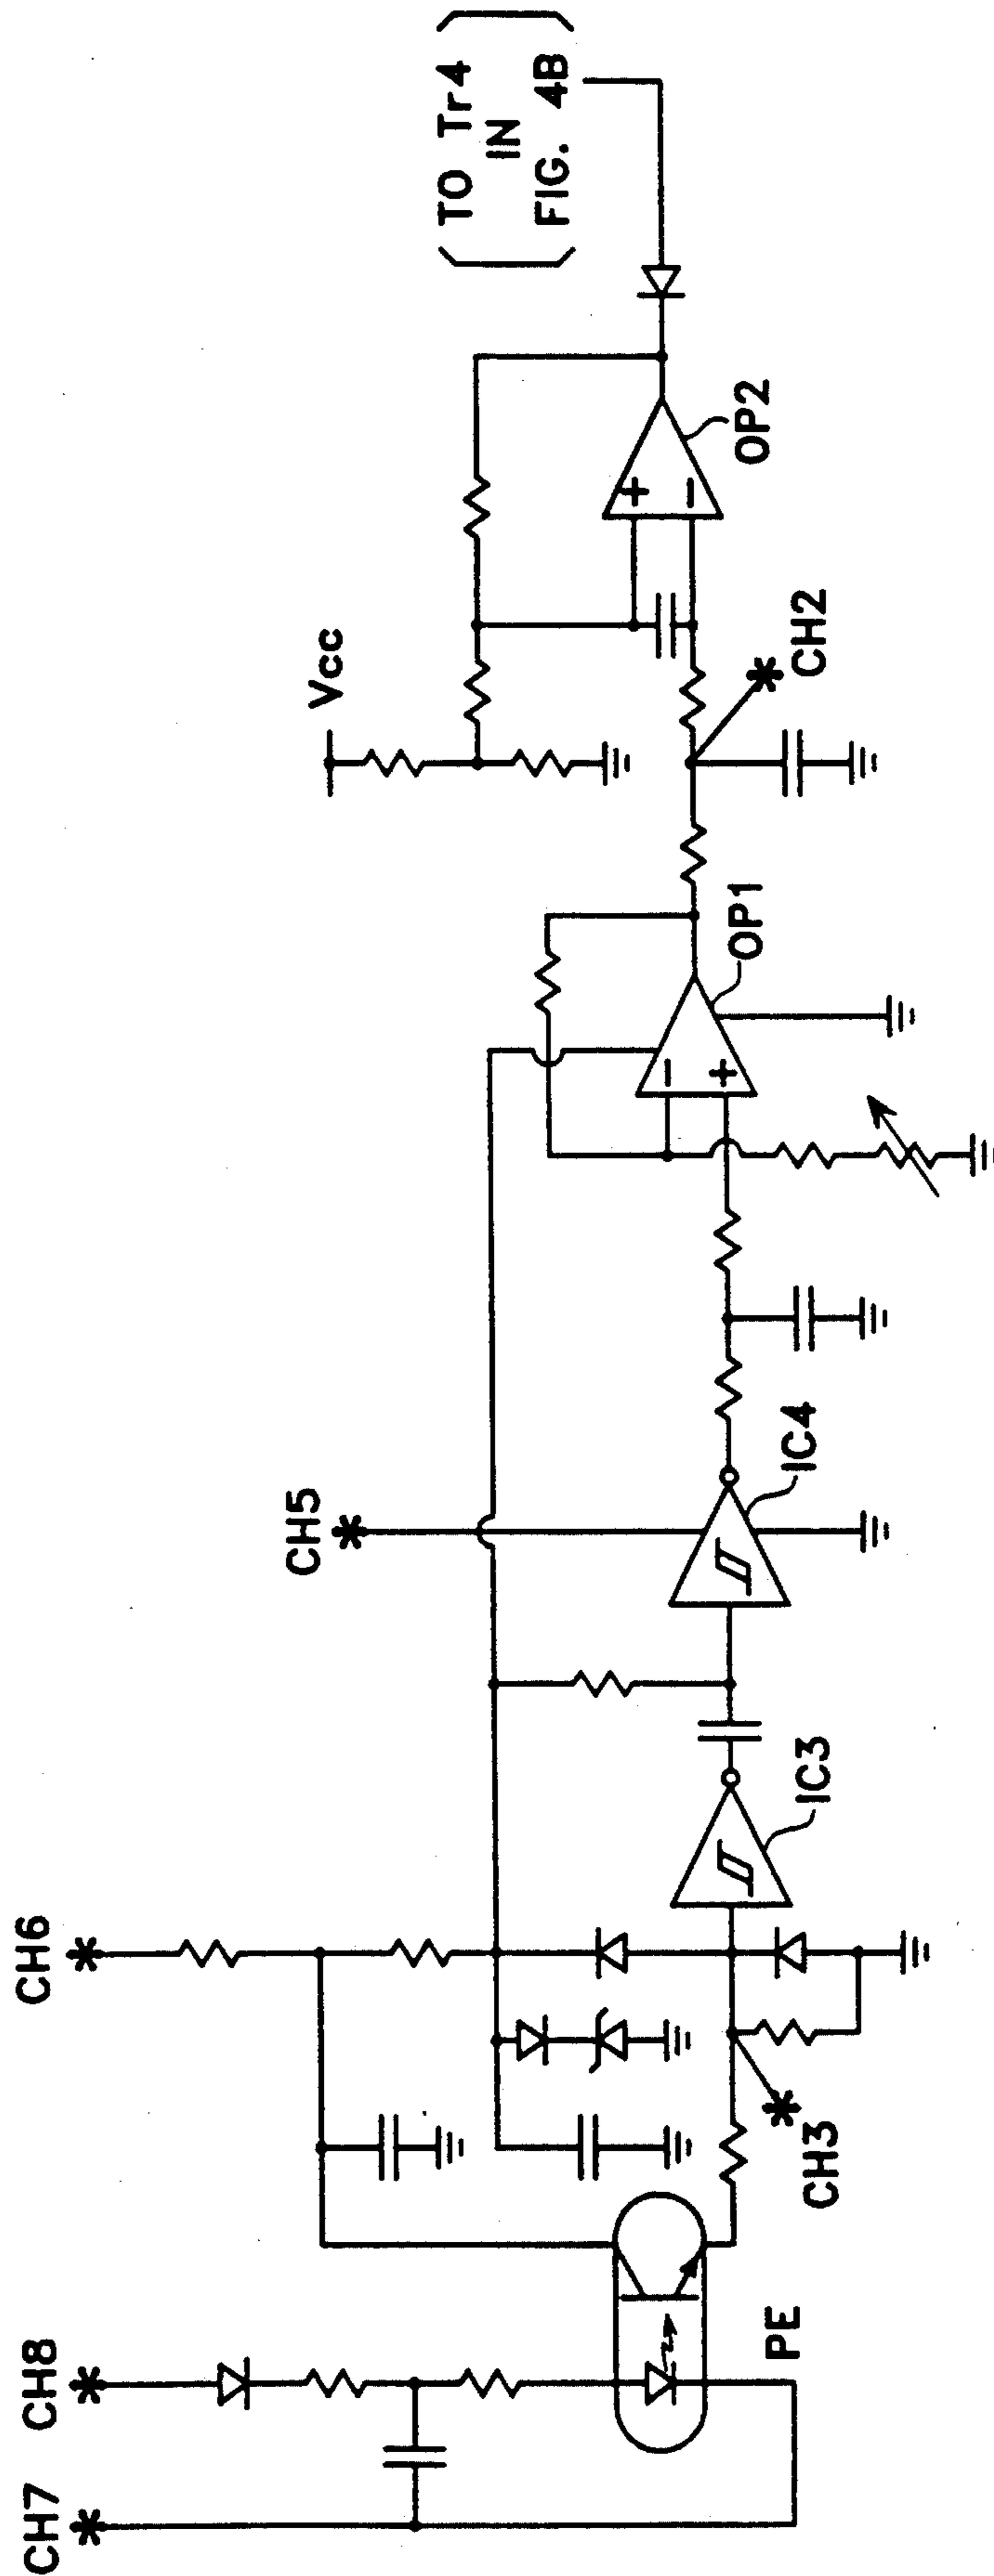 CH7
CH8
CH6
CH5
Vcc
( TO Tr4
IN
FIG. 4B )
PE
CH3
IC3
IC4
OP1
CH2
OP2
+
−
−
+